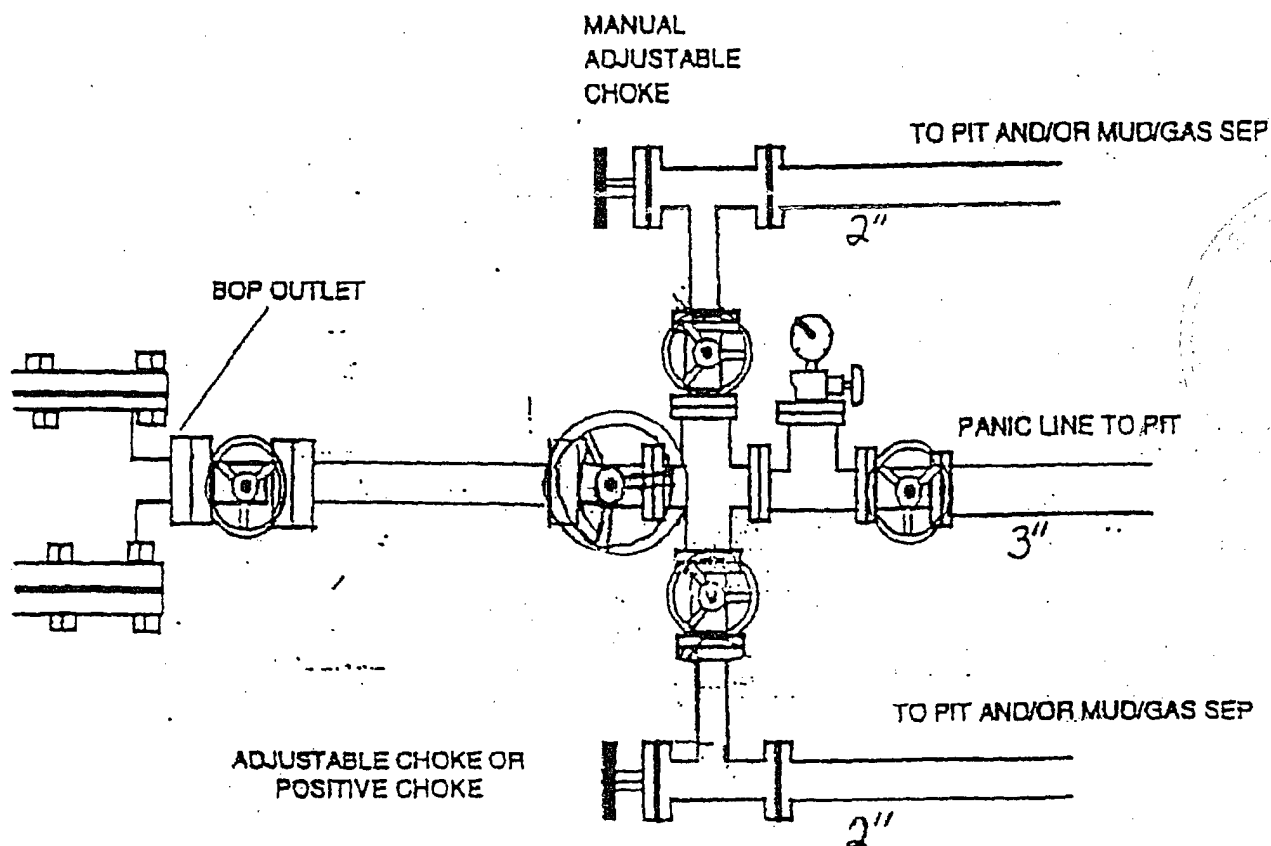 MANUAL
ADJUSTABLE
CHOKE
TO PIT AND/OR MUD/GAS SEP
2"
BOP OUTLET
PANIC LINE TO PIT
3"
TO PIT AND/OR MUD/GAS SEP
ADJUSTABLE CHOKE OR
POSITIVE CHOKE
2"